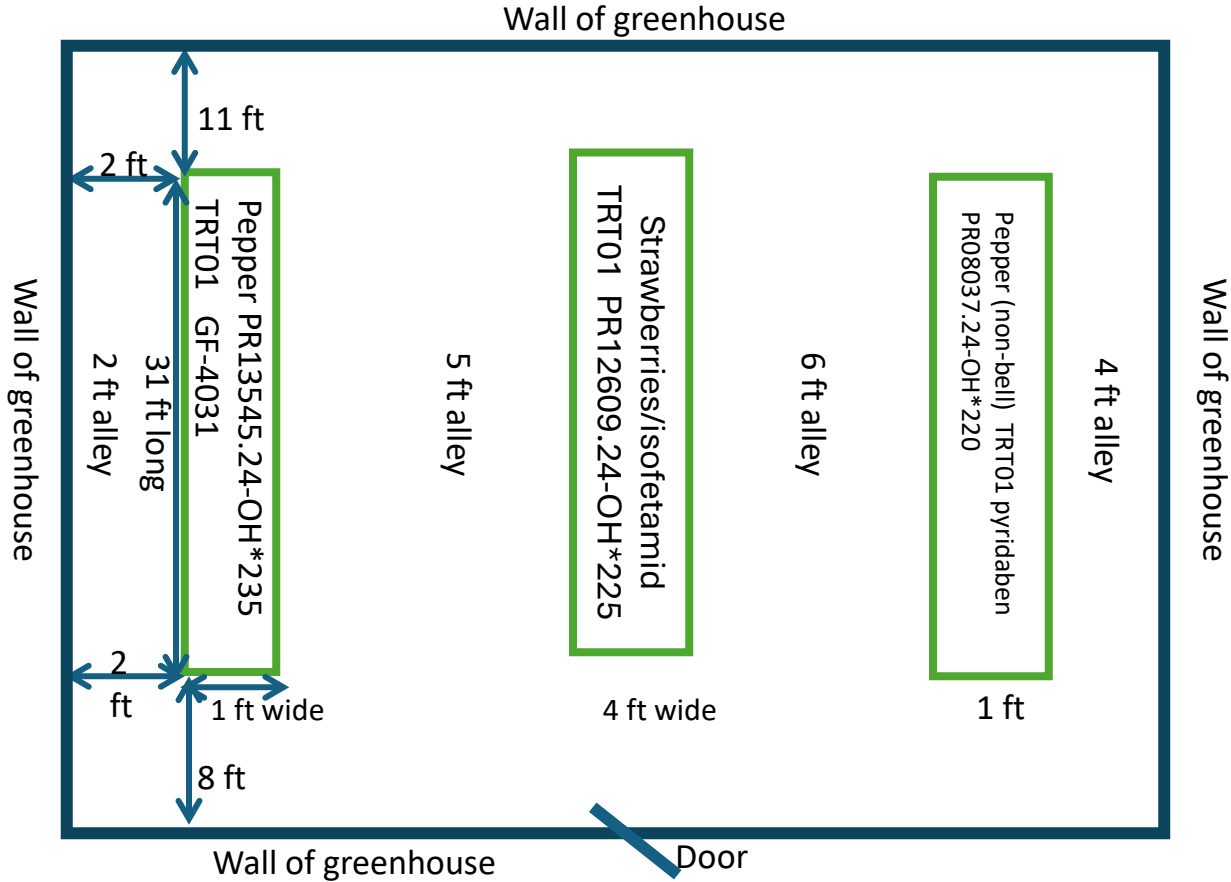 Wall of greenhouse
11 ft
2 ft
Wall of greenhouse
2 ft alley
31 ft long
Pepper PR13545.24-OH*235
TRT01 GF-4031
5 ft alley
Strawberries/isofetamid
TRT01 PR12609.24-OH*225
6 ft alley
Pepper (non-bell) TRT01 pyridaben
PR08037.24-OH*220
4 ft alley
Wall of greenhouse
2
ft
1 ft wide
4 ft wide
1 ft
8 ft
Wall of greenhouse
Door